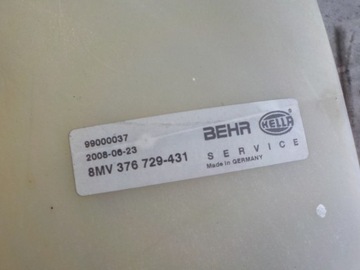 99000037
2008-06-23
8MV 376 729-431
BEHR HELLA
SERVICE
Made in GERMANY